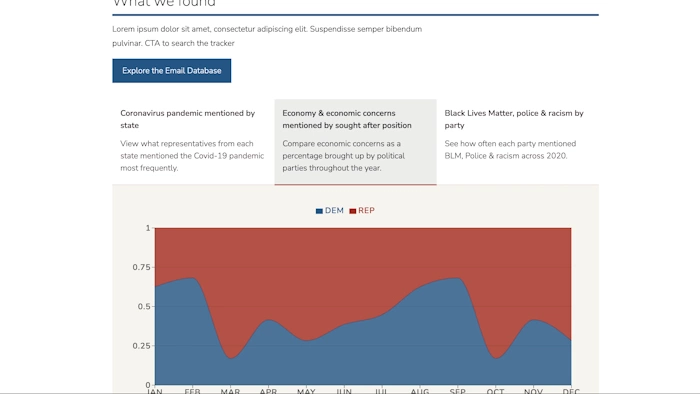 What we found
Lorem ipsum dolor sit amet, consectetur adipiscing elit. Suspendisse semper bibendum
pulvinar. CTA to search the tracker
Explore the Email Database
Coronavirus pandemic mentioned by
state
View what representatives from each
state mentioned the Covid-19 pandemic
most frequently.
Economy & economic concerns
mentioned by sought after position
Compare economic concerns as a
percentage brought up by political
parties throughout the year.
Black Lives Matter, police & racism by
party
See how often each party mentioned
BLM, Police & racism across 2020.
DEM REP
1
0.75
0.5
0.25
0
JAN FEB MAR APR MAY JUN JUL AUG SEP OCT NOV DEC